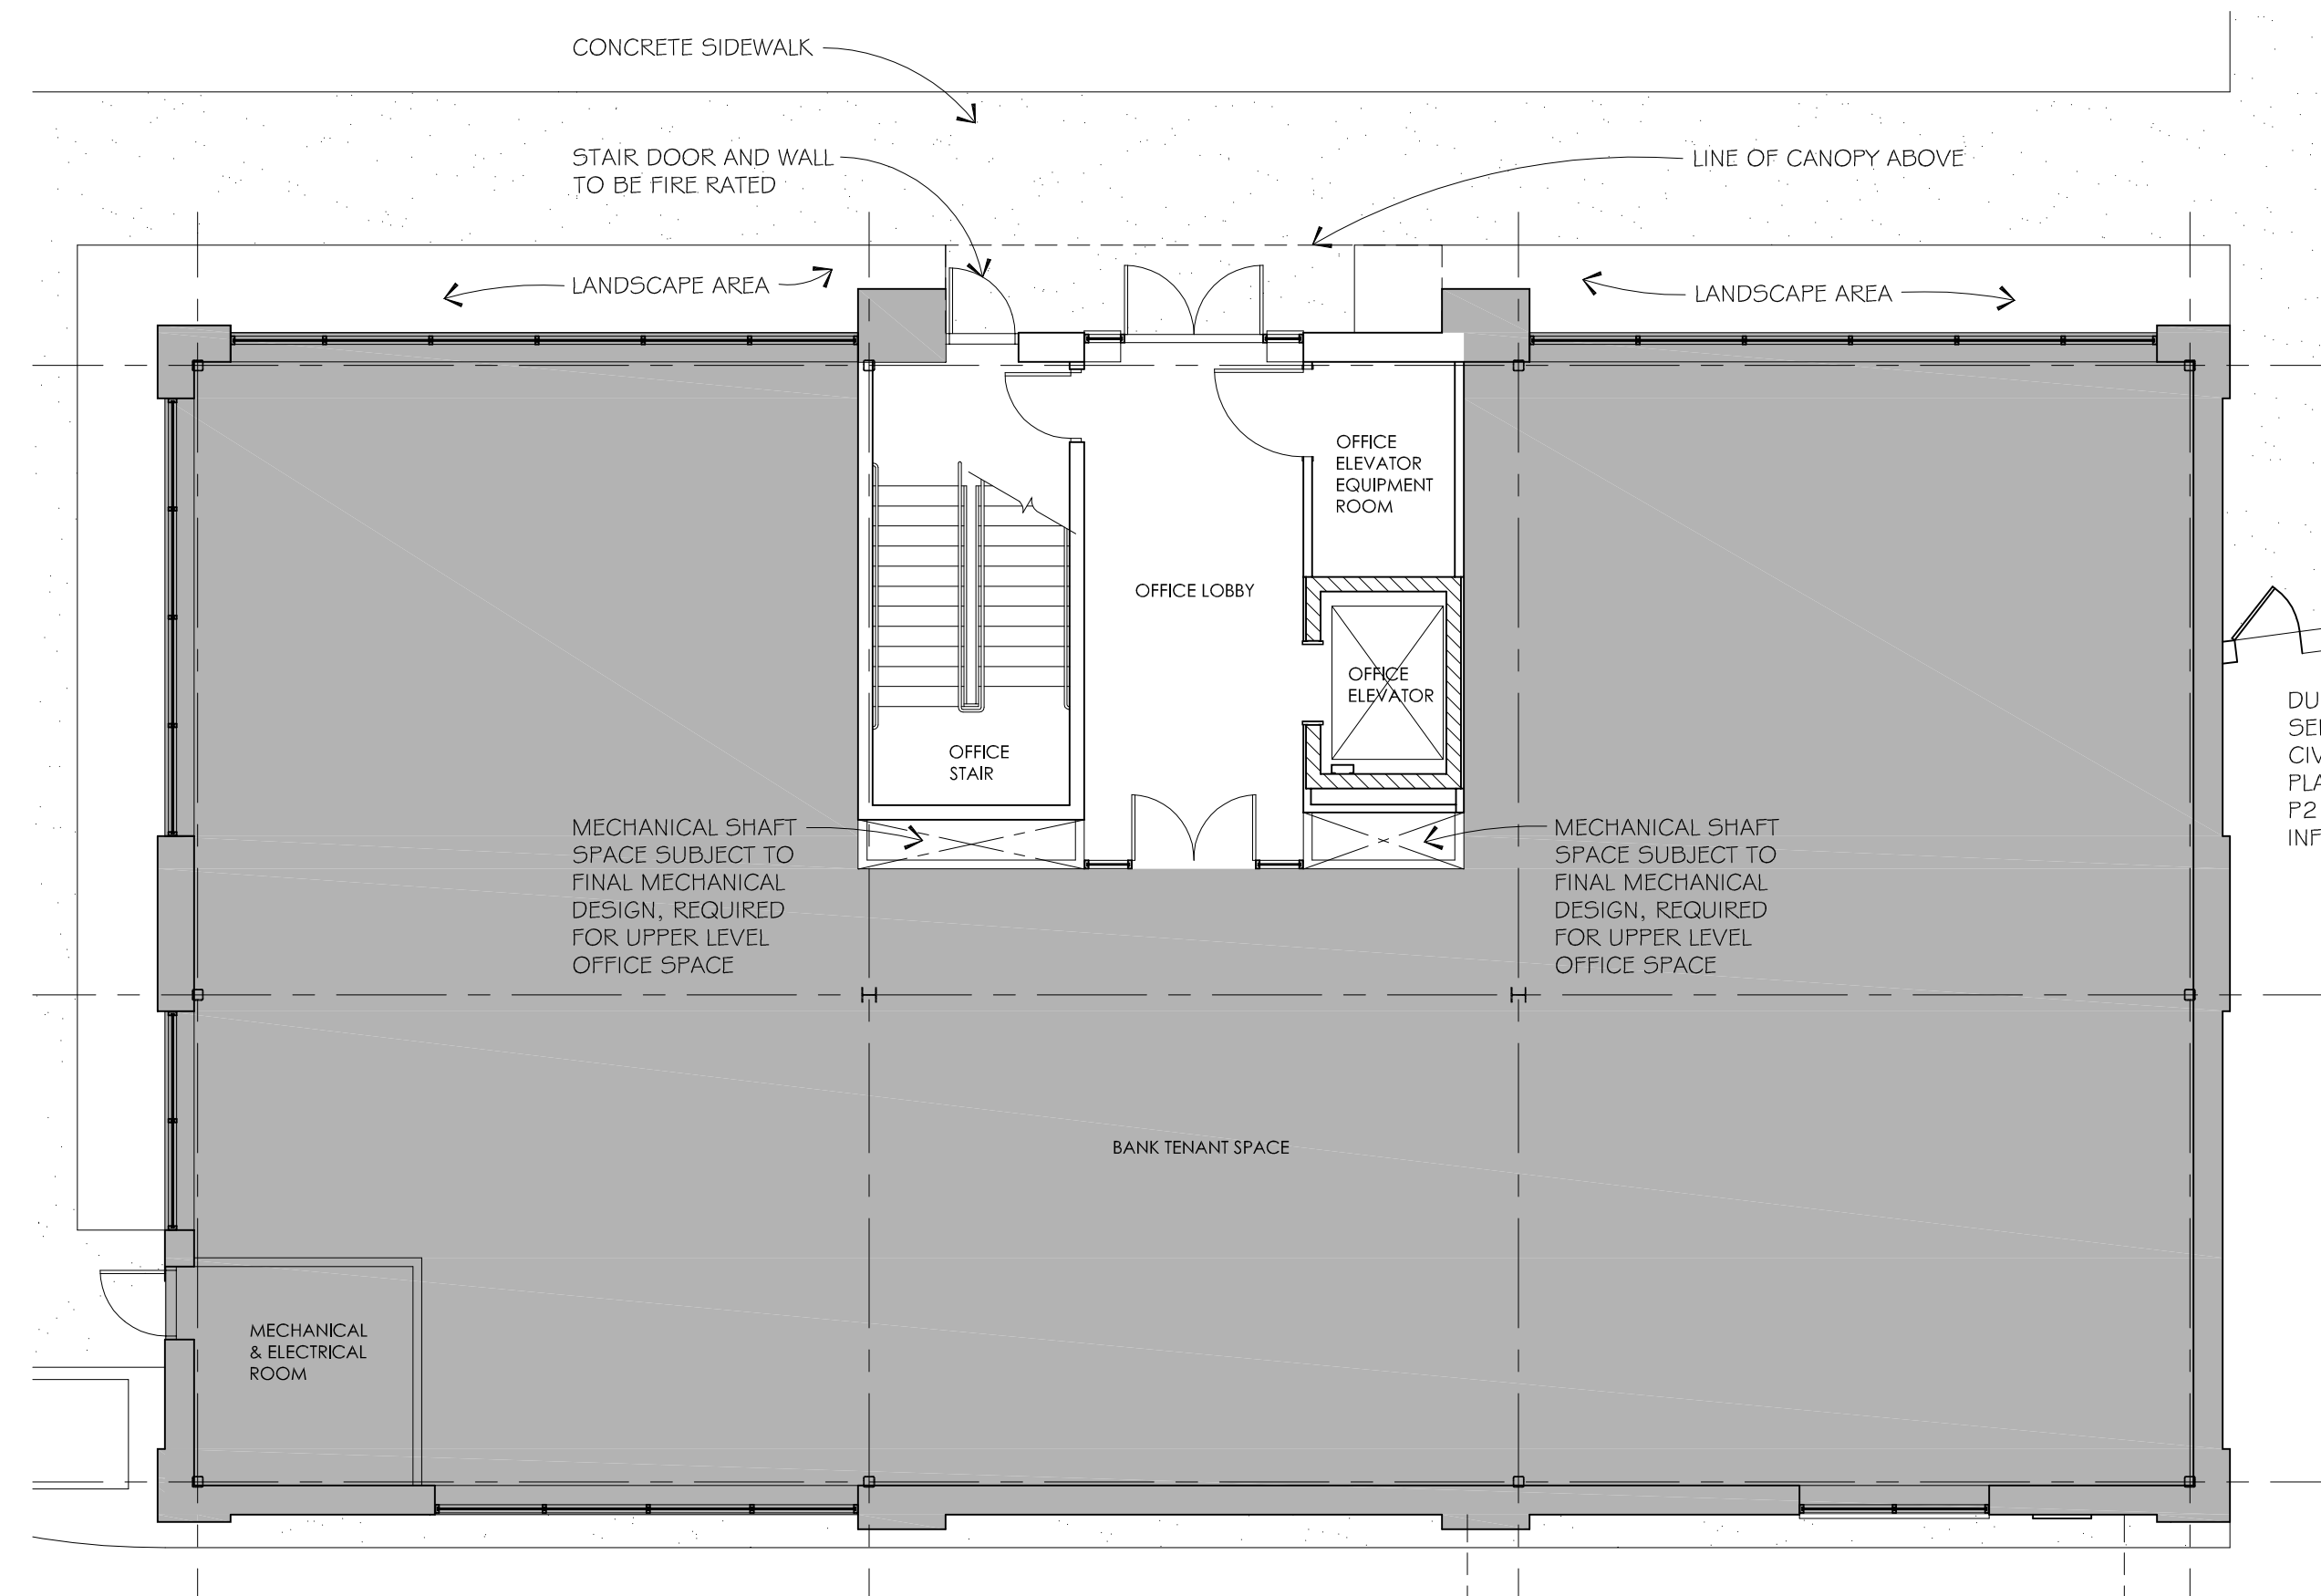 CONCRETE SIDEWALK
STAIR DOOR AND WALL
TO BE FIRE RATED
LINE OF CANOPY ABOVE
LANDSCAPE AREA
LANDSCAPE AREA
OFFICE
ELEVATOR
EQUIPMENT
ROOM
OFFICE LOBBY
OFFICE
ELEVATOR
OFFICE
STAIR
MECHANICAL SHAFT
SPACE SUBJECT TO
FINAL MECHANICAL
DESIGN, REQUIRED
FOR UPPER LEVEL
OFFICE SPACE
MECHANICAL SHAFT
SPACE SUBJECT TO
FINAL MECHANICAL
DESIGN, REQUIRED
FOR UPPER LEVEL
OFFICE SPACE
P2
BANK TENANT SPACE
MECHANICAL
& ELECTRICAL
ROOM